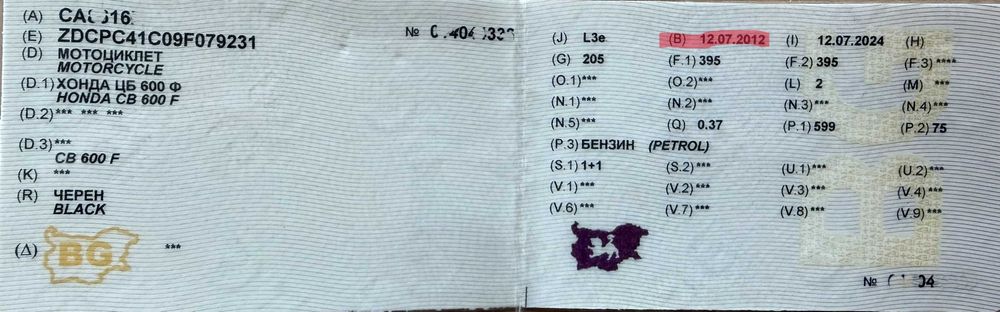 (A)
(E) ZDCPC41C09F079231
№
(D) МОТОЦИКЛЕТ
MOTORCYCLE
(D.1) ХОНДА ЦБ 600 Ф
HONDA CB 600 F
(D.2) *** *** ***
(D.3) ***
CB 600 F
(K) ***
(R) ЧЕРЕН
BLACK
(Δ) ***
BG
(J) L3e (B) 12.07.2012 (I) 12.07.2024 (H)
(G) 205 (F.1) 395 (F.2) 395 (F.3) ****
(O.1) *** (O.2) *** (L) 2 (M) ***
(N.1) *** (N.2) *** (N.3) *** (N.4) ***
(N.5) *** (Q) 0.37 (P.1) 599 (P.2) 75
(P.3) БЕНЗИН (PETROL)
(S.1) 1+1 (S.2) *** (U.1) *** (U.2) ***
(V.1) *** (V.2) *** (V.3) *** (V.4) ***
(V.6) *** (V.7) *** (V.8) *** (V.9) ***
№